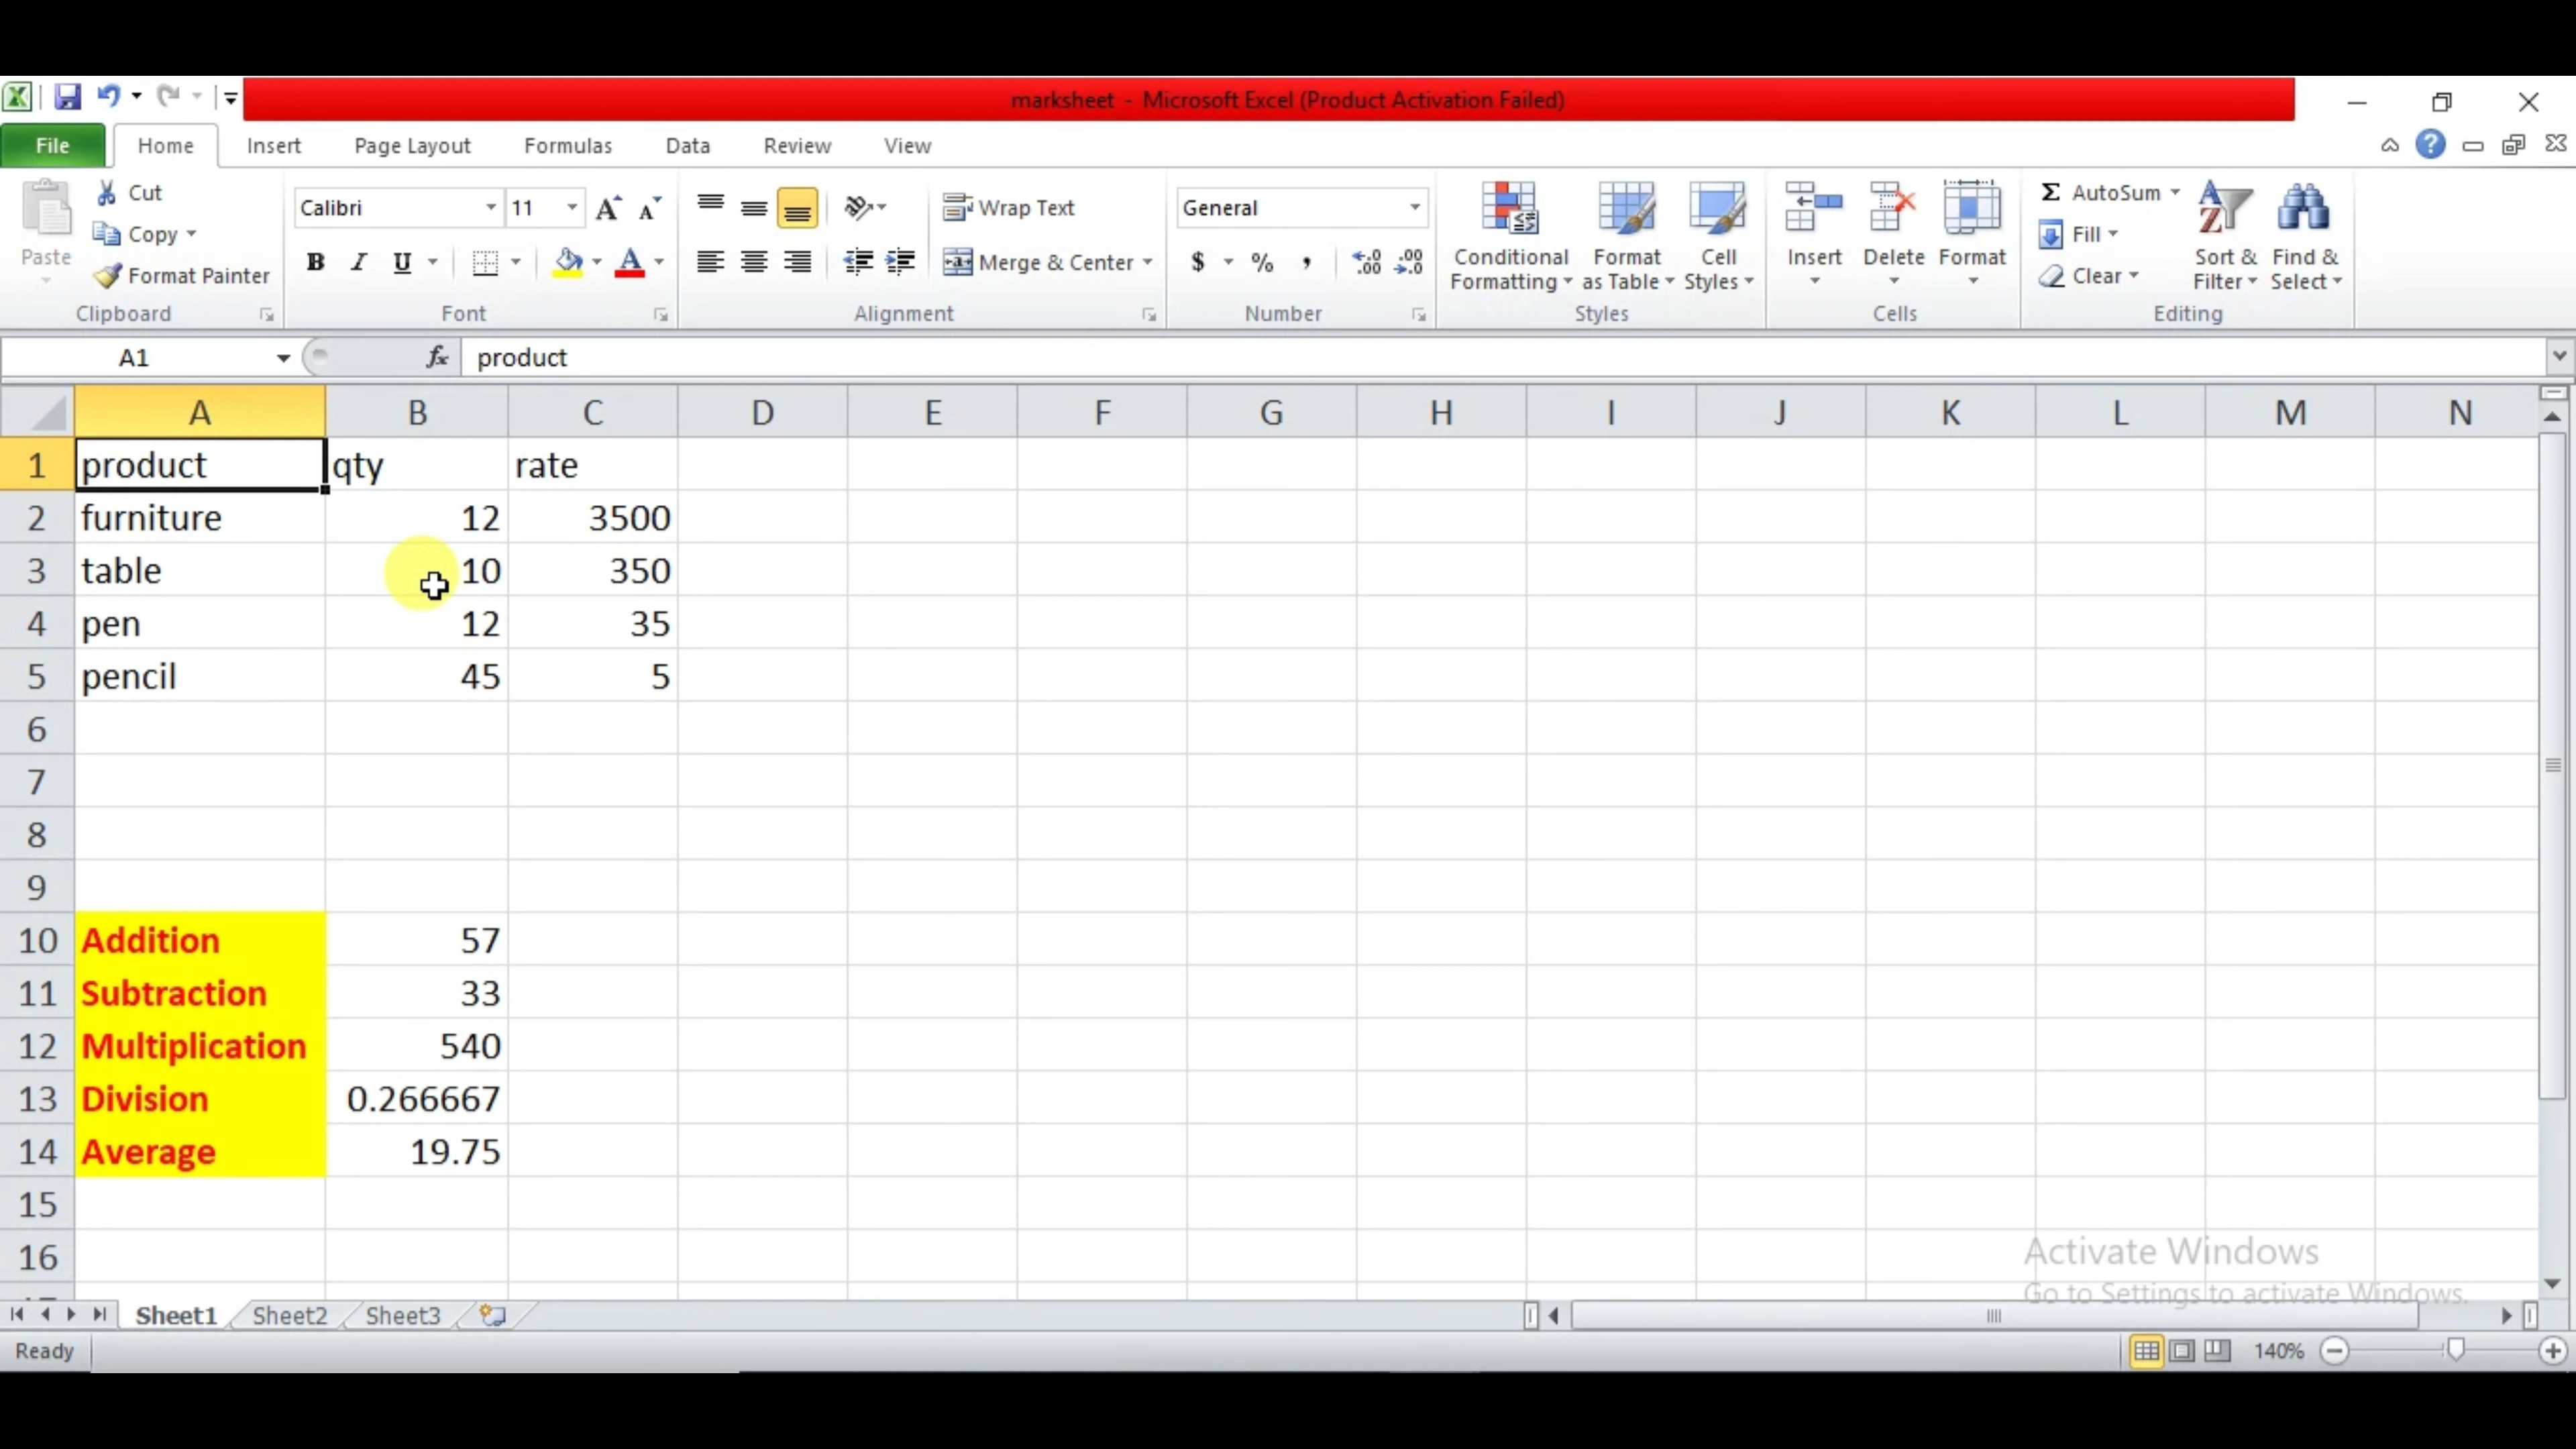 marksheet - Microsoft Excel (Product Activation Failed)
File Home Insert Page Layout Formulas Data Review View
Paste
Cut
Copy
Format Painter
Clipboard
Calibri 11
B I U
Font
Wrap Text
Merge & Center
Alignment
General
$ % ,
Number
Conditional Formatting
Format as Table
Cell Styles
Styles
Insert Delete Format
Cells
Σ AutoSum
Fill
Clear
Sort & Filter
Find & Select
Editing
A1 fx product
A B C D E F G H I J K L M N
1 product qty rate
2 furniture 12 3500
3 table 10 350
4 pen 12 35
5 pencil 45 5
6
7
8
9
10 Addition 57
11 Subtraction 33
12 Multiplication 540
13 Division 0.266667
14 Average 19.75
15
16
Activate Windows
Go to Settings to activate Windows.
Sheet1 Sheet2 Sheet3
Ready 140%